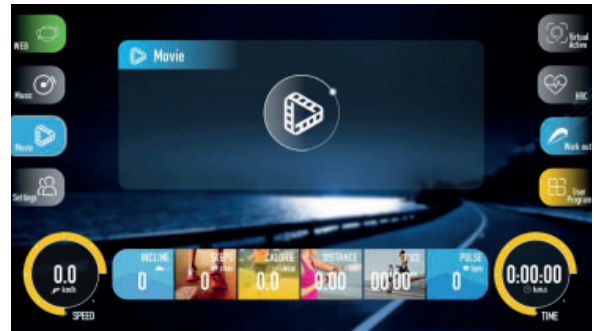 WEB
Music
Movie
Settings
Movie
Virtual
Active
HRC
Work out
User
Program
0.0
km/h
SPEED
INCLINE
0
STEPS
0
CALORIE
0.0
DISTANCE
0.00
00'00"
PULSE
0
bpm
0:00:00
h:m:s
TIME